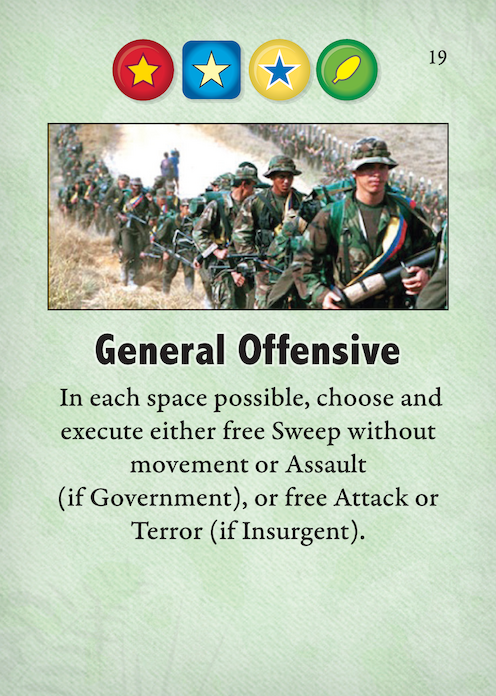 19
General Offensive
In each space possible, choose and
execute either free Sweep without
movement or Assault
(if Government), or free Attack or
Terror (if Insurgent).